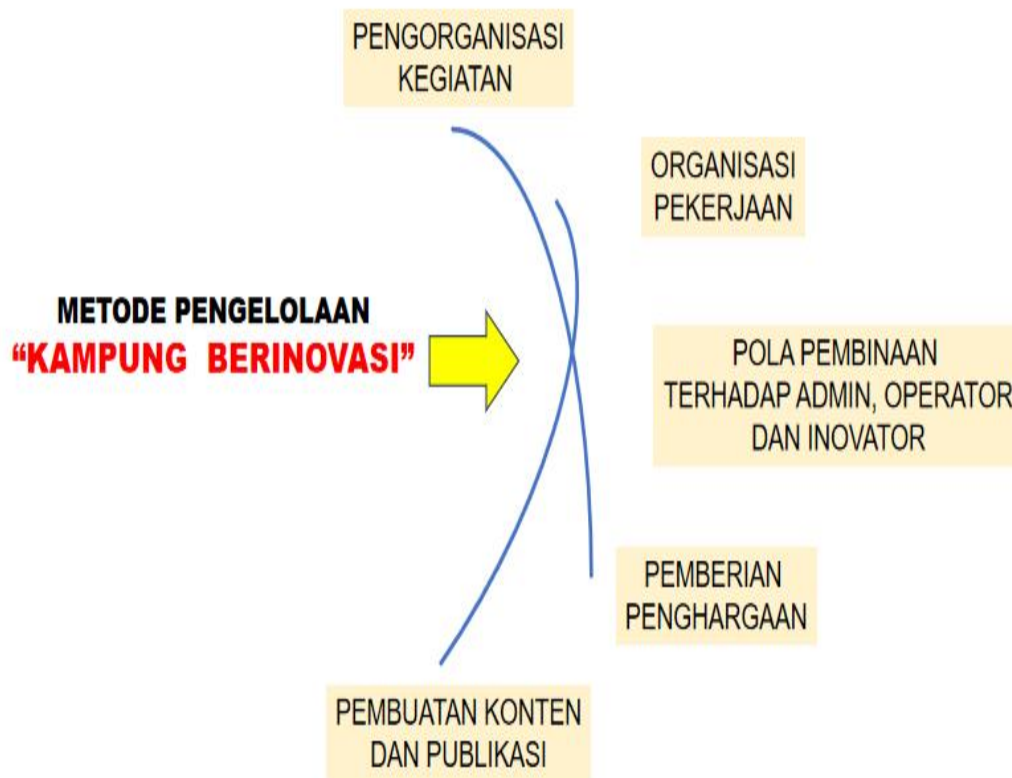 PENGORGANISASI
KEGIATAN
ORGANISASI
PEKERJAAN
METODE PENGELOLAAN
“KAMPUNG BERINOVASI”
POLA PEMBINAAN
TERHADAP ADMIN, OPERATOR
DAN INOVATOR
PEMBERIAN
PENGHARGAAN
PEMBUATAN KONTEN
DAN PUBLIKASI